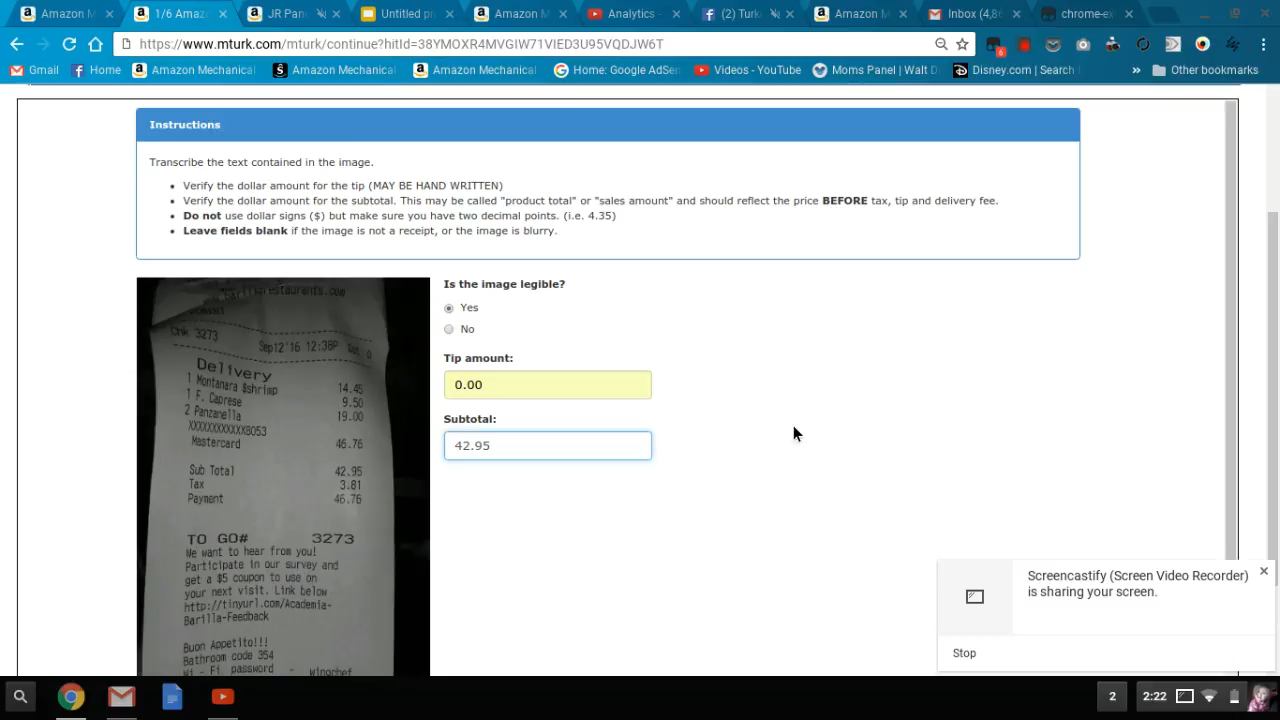 Amazon M
1/6 Amaz
JR Pan
Untitled pr
Amazon M
Analytics -
(2) Turk
Amazon M
Inbox (4,86
chrome-ex
https://www.mturk.com/mturk/continue?hitId=38YMOXR4MVGIW71VIED3U95VQDJW6T
6
Gmail
Home
Amazon Mechanical
Amazon Mechanical
Amazon Mechanical
Home: Google AdSen
Videos - YouTube
Moms Panel | Walt D
Disney.com | Search
»
Other bookmarks
Instructions
Transcribe the text contained in the image.
• Verify the dollar amount for the tip (MAY BE HAND WRITTEN)
• Verify the dollar amount for the subtotal. This may be called "product total" or "sales amount" and should reflect the price BEFORE tax, tip and delivery fee.
• Do not use dollar signs ($) but make sure you have two decimal points. (i.e. 4.35)
• Leave fields blank if the image is not a receipt, or the image is blurry.
Chk 3273
Sep12'16 12:38P
Delivery
1 Montanara $shrimp 14.45
1 F. Caprese 9.50
2 Panzanella 19.00
XXXXXXXXXXXX8053
Mastercard 46.76
Sub Total 42.95
Tax 3.81
Payment 46.76
TO GO# 3273
We want to hear from you!
Participate in our survey and
get a $5 coupon to use on
your next visit. Link below
http://tinyurl.com/Academia-
Barilla-Feedback
Buon Appetito!!!
Bathroom code 354
Wi - Fi password - Wingchef
Is the image legible?
Yes
No
Tip amount:
0.00
Subtotal:
42.95
Screencastify (Screen Video Recorder)
is sharing your screen.
Stop
2
2:22